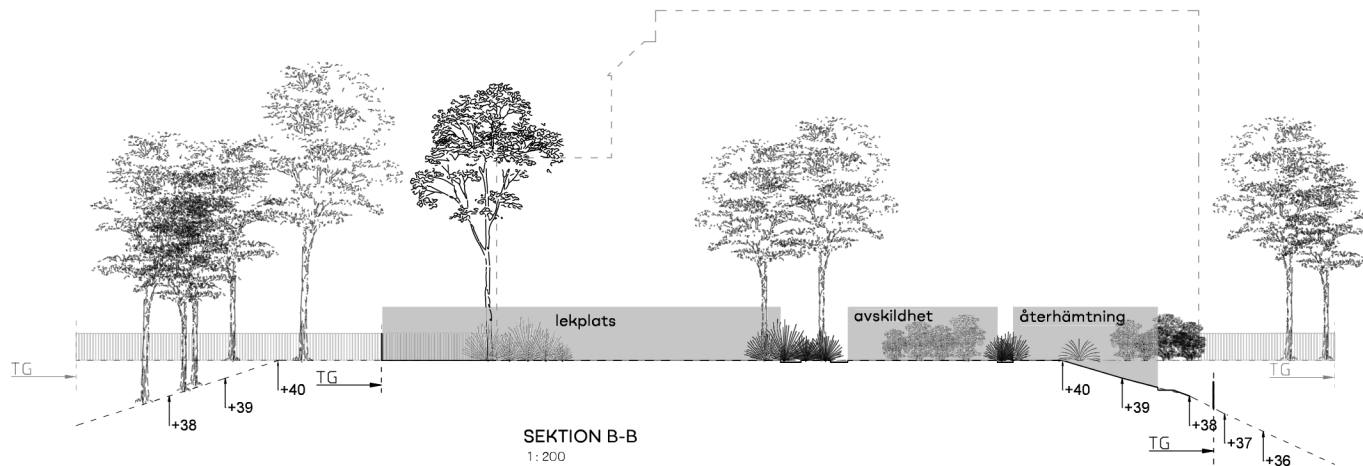 lekplats
avskildhet
återhämtning
TG
TG
TG
+40
+39
+38
+40
+39
+38
+37
+36
TG
SEKTION B-B
1:200